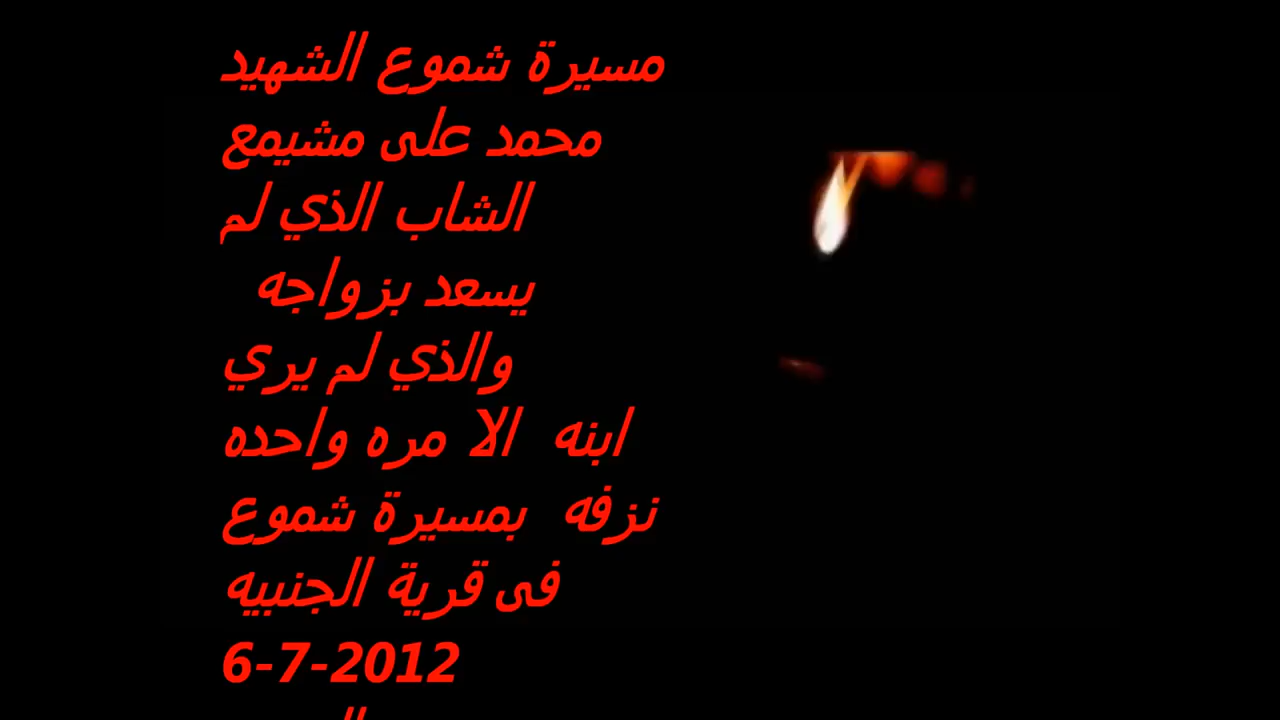 مسيرة شموع الشهيد
محمد على مشيمع
الشاب الذي لم
يسعد بزواجه
والذي لم يري
ابنه الا مره واحده
نزفه بمسيرة شموع
فى قرية الجنبيه
6-7-2012